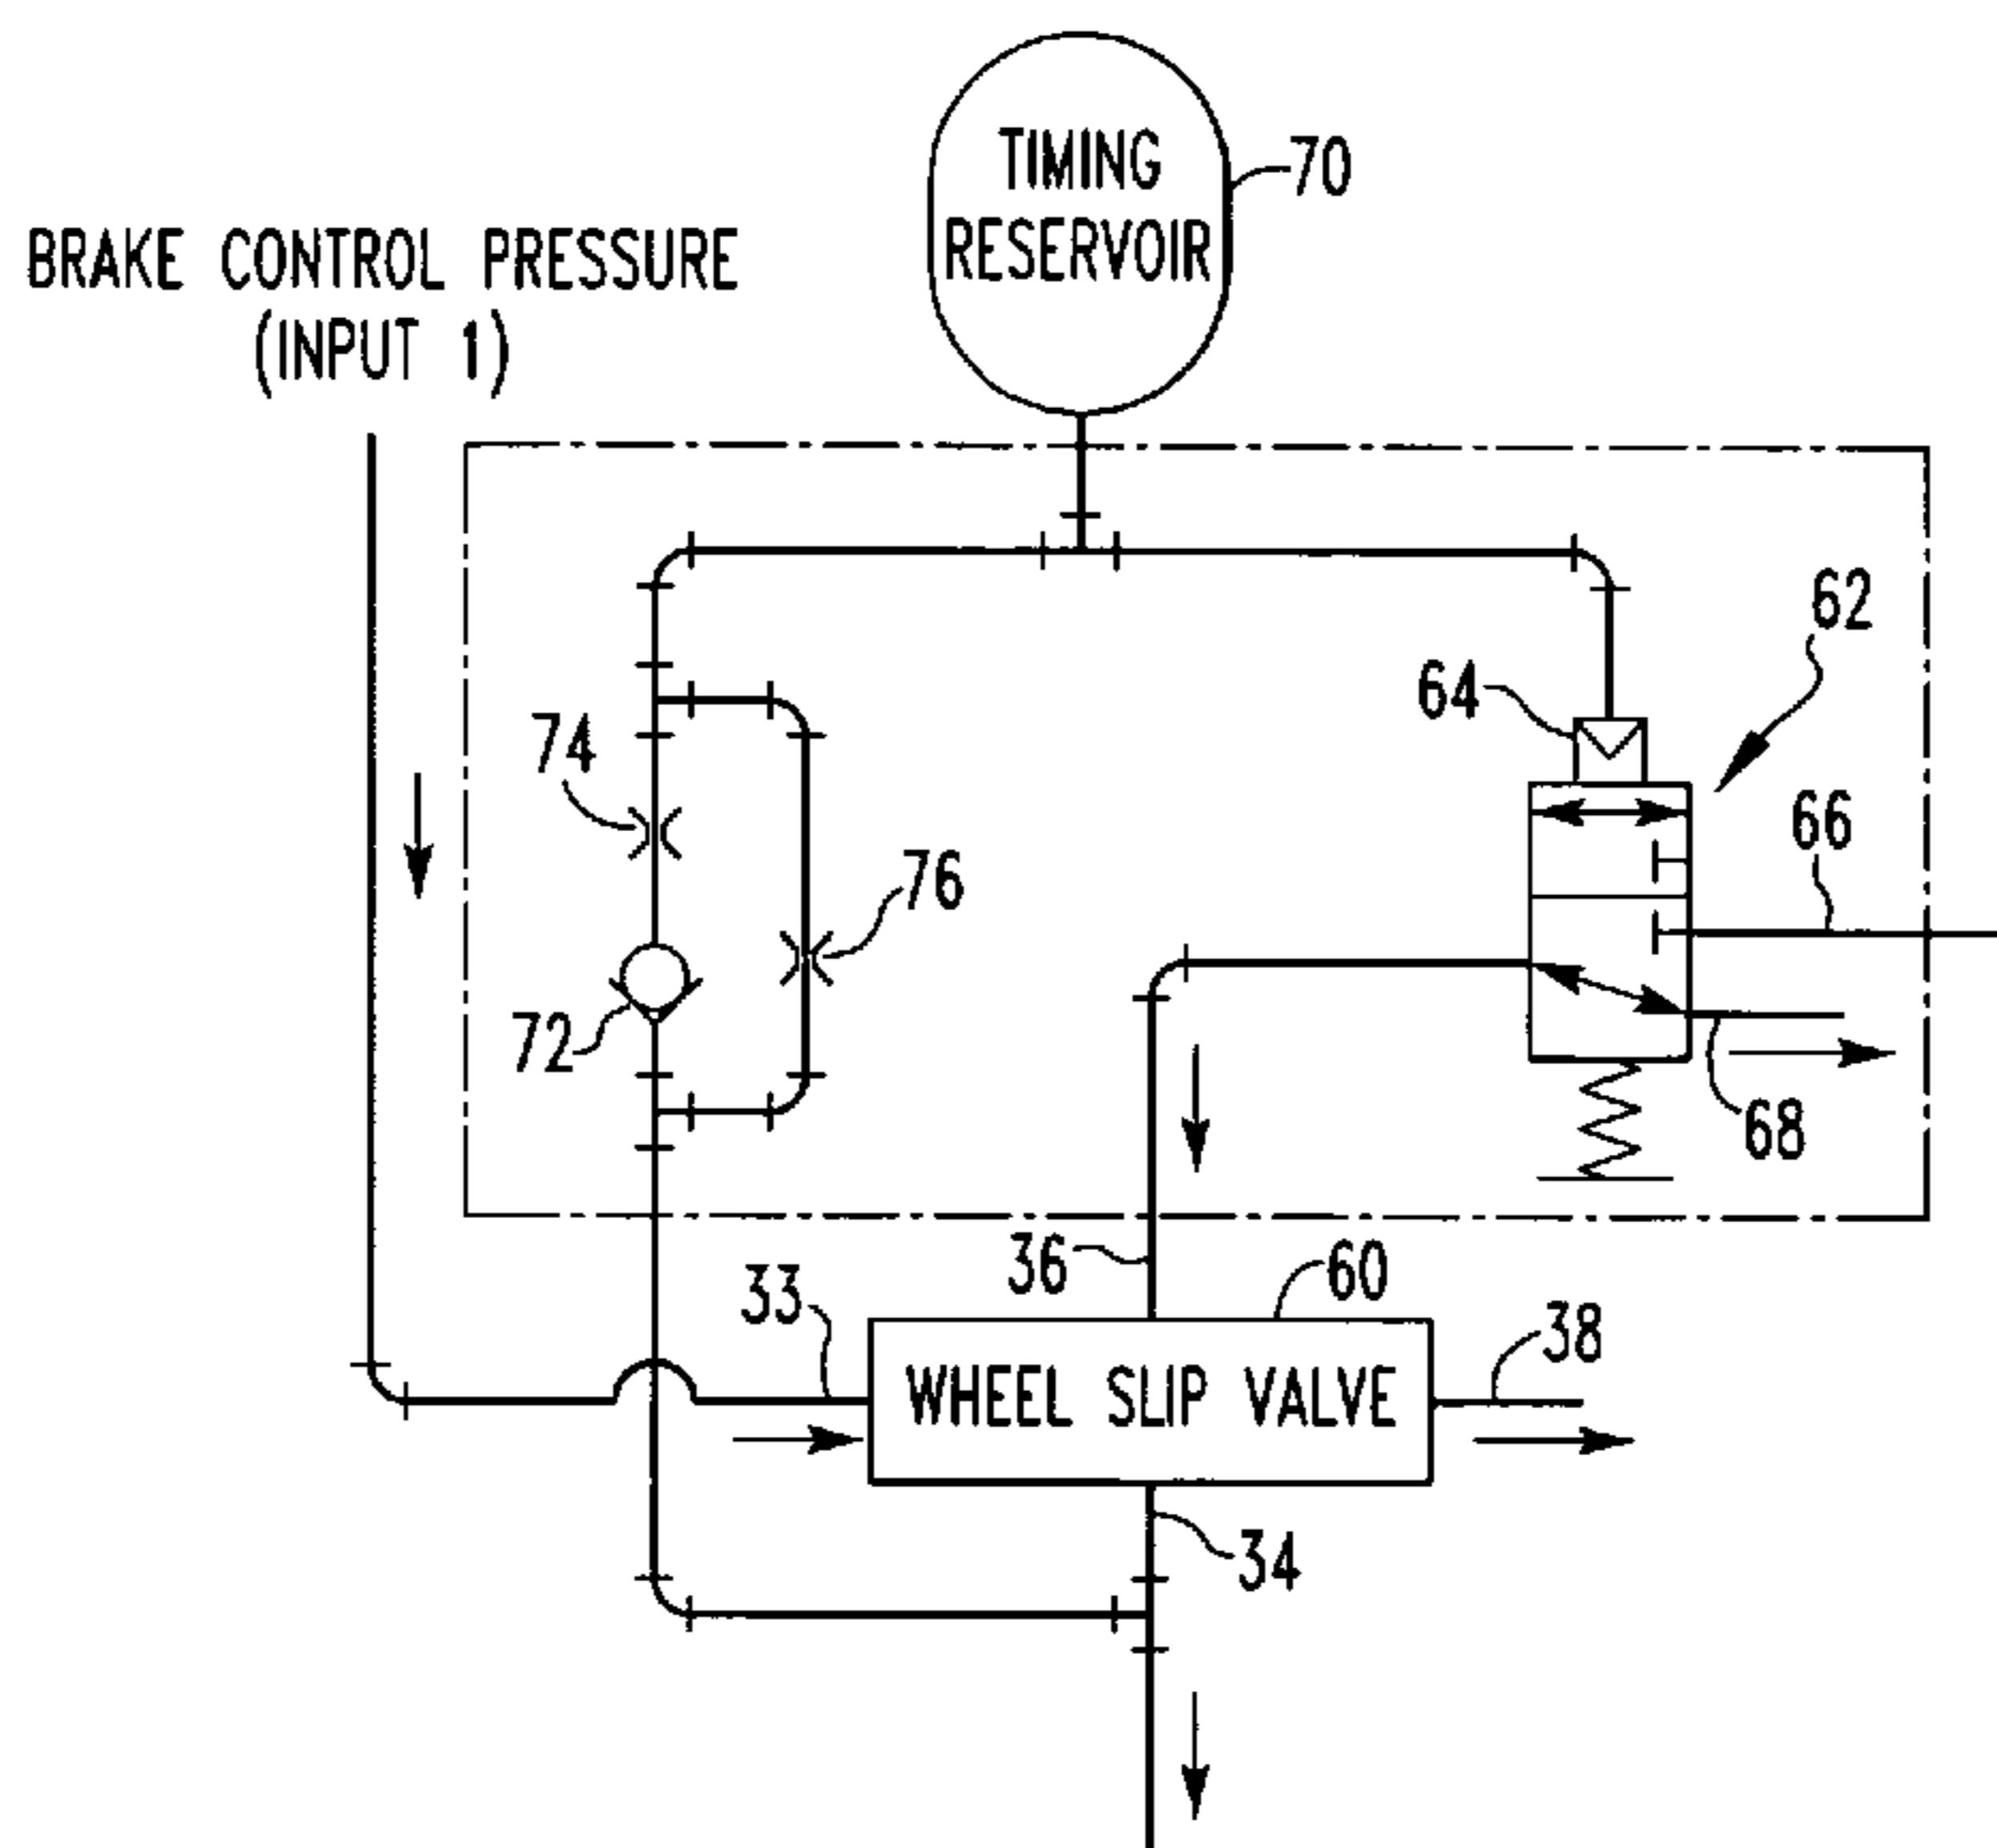 TIMING
RESERVOIR
70
BRAKE CONTROL PRESSURE
(INPUT 1)
62
64
74
66
76
72
68
36
60
33
38
WHEEL SLIP VALVE
34